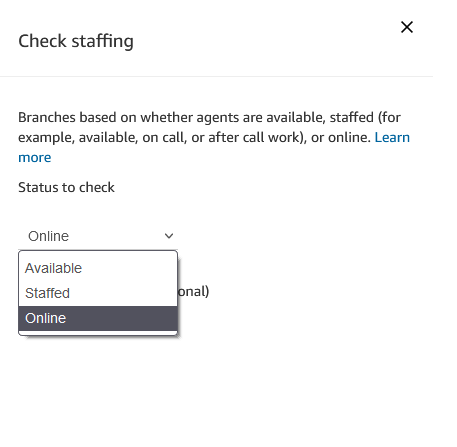 Check staffing
Branches based on whether agents are available, staffed (for
example, available, on call, or after call work), or online. Learn
more
Status to check
Online
Available
Staffed
onal)
Online